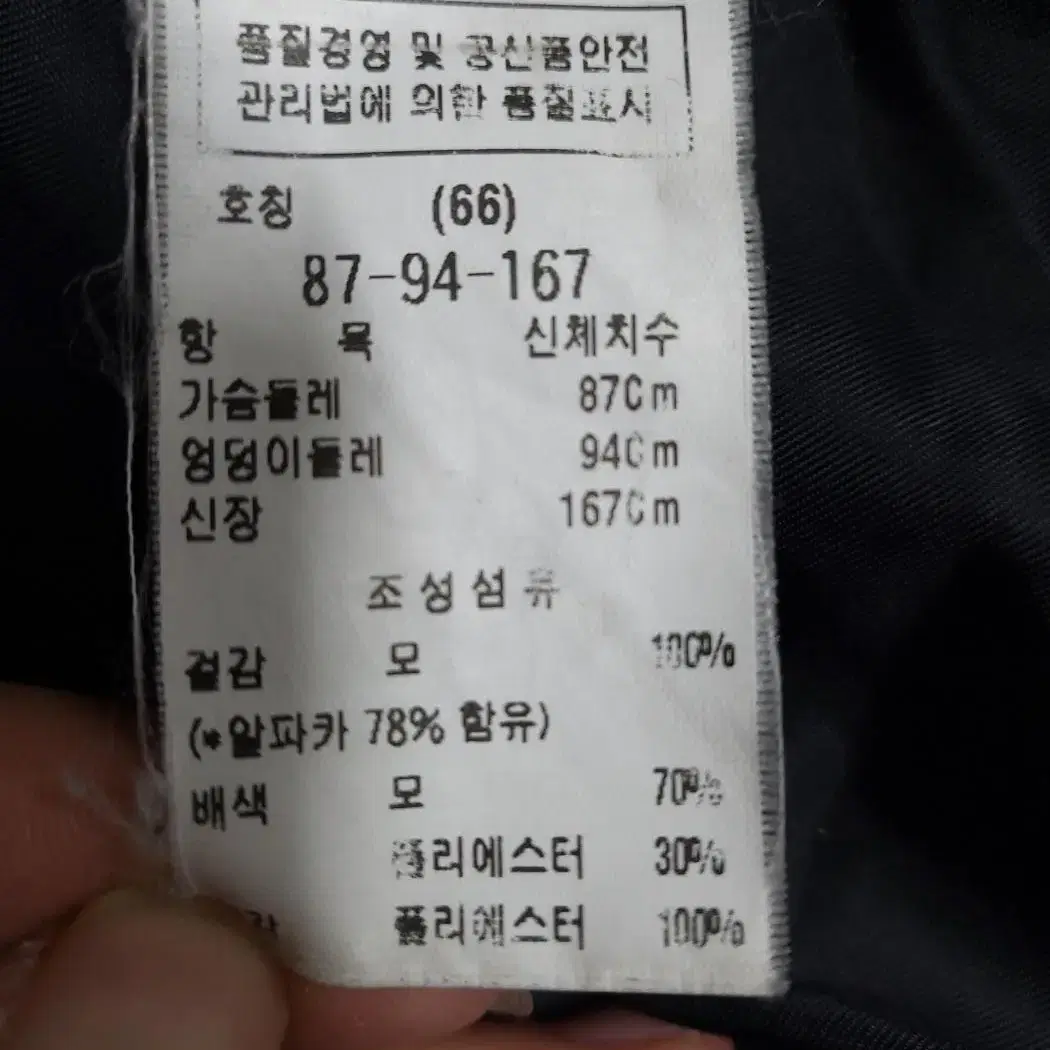 품질경영 및 공신품안전
관리법에 의한 품질표시
호칭 (66)
87-94-167
항 목 신체치수
가슴둘레 87Cm
엉덩이둘레 94Cm
신장 167Cm
조성섬유
겉감 모 100%
(*알파카 78% 함유)
배색 모 70%
폴리에스터 30%
폴리에스터 100%